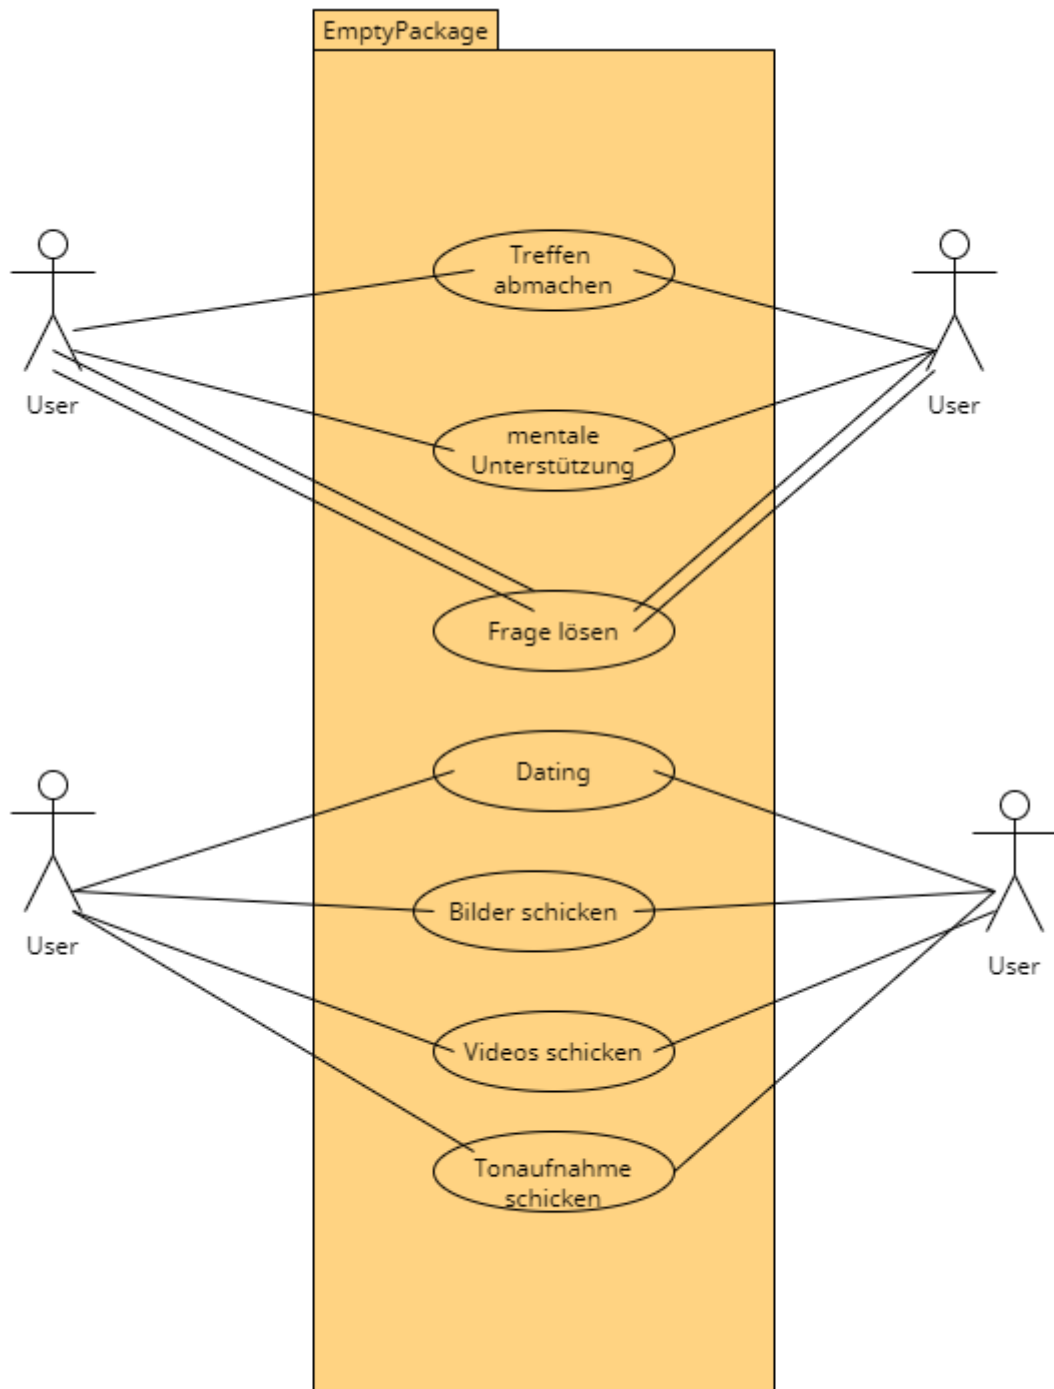 EmptyPackage
Treffen
abmachen
User
User
mentale
Unterstützung
Frage lösen
Dating
Bilder schicken
User
User
Videos schicken
Tonaufnahme
schicken